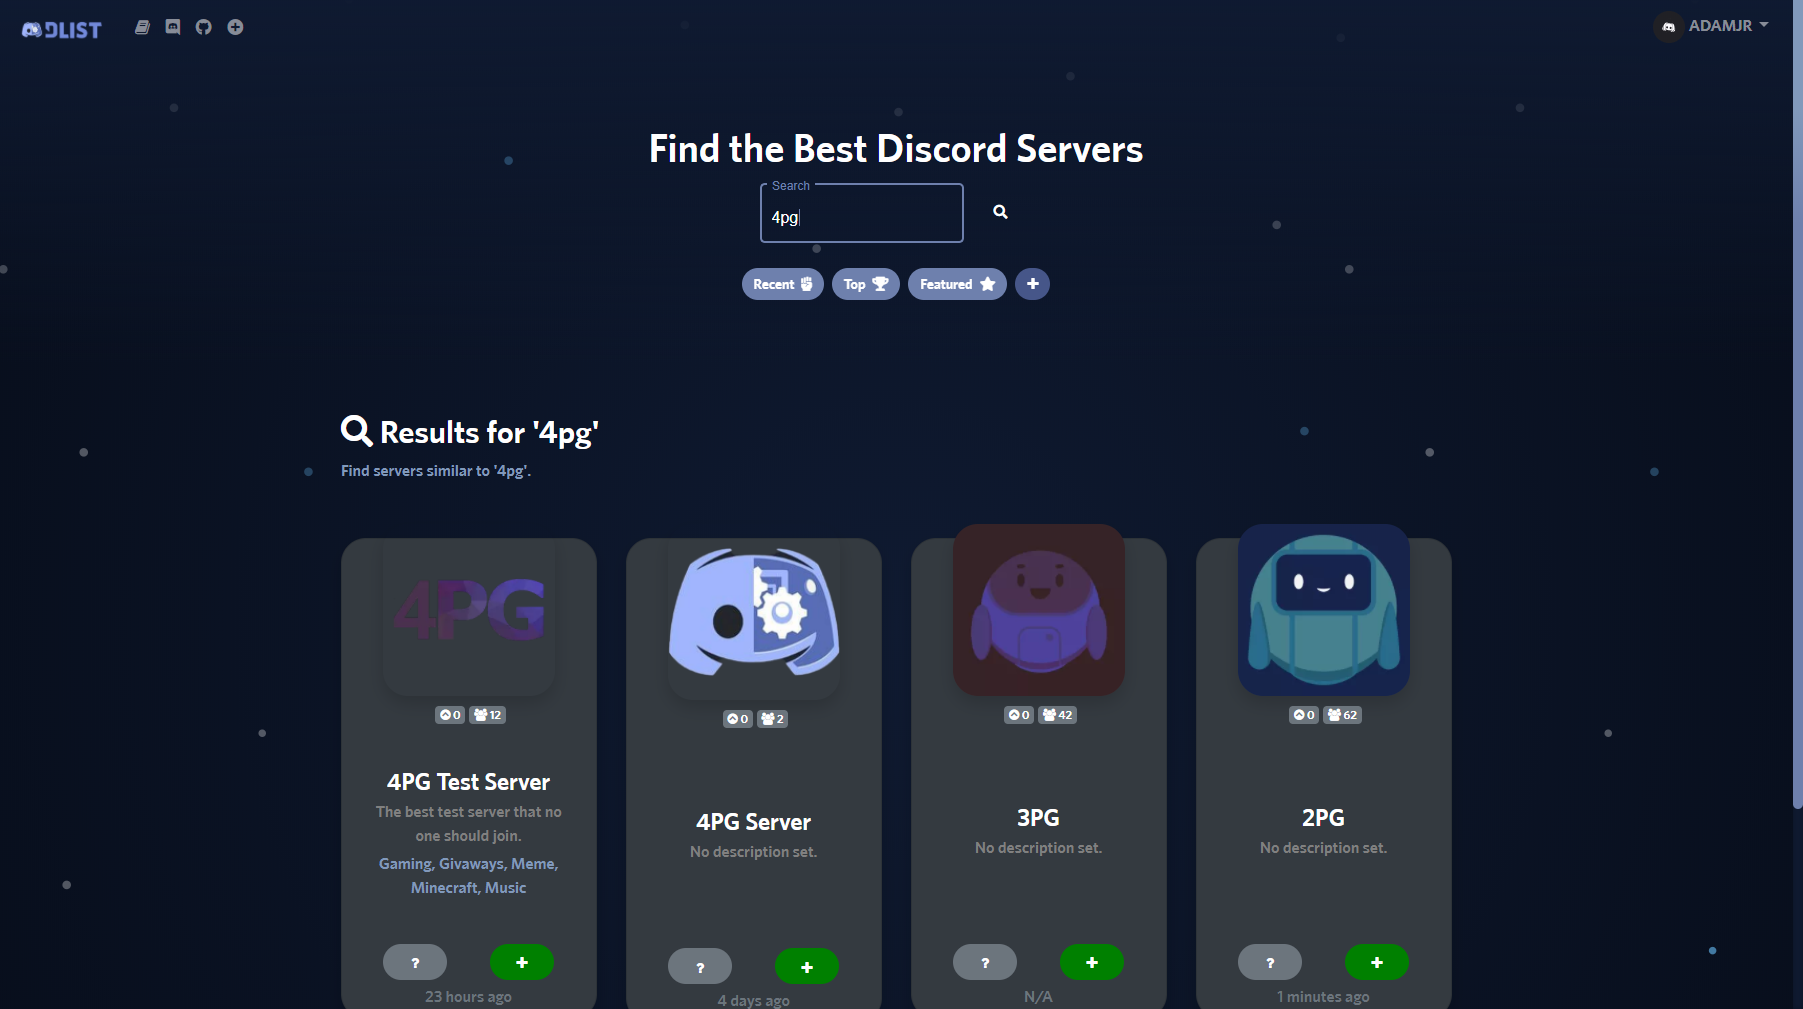 DLIST
ADAMJR
Find the Best Discord Servers
Search
4pg
Recent
Top
Featured
Results for '4pg'
Find servers similar to '4pg'.
4PG
0 12
4PG Test Server
The best test server that no
one should join.
Gaming, Givaways, Meme,
Minecraft, Music
?
+
23 hours ago
0 2
4PG Server
No description set.
?
+
4 days ago
0 42
3PG
No description set.
?
+
N/A
0 62
2PG
No description set.
?
+
1 minutes ago